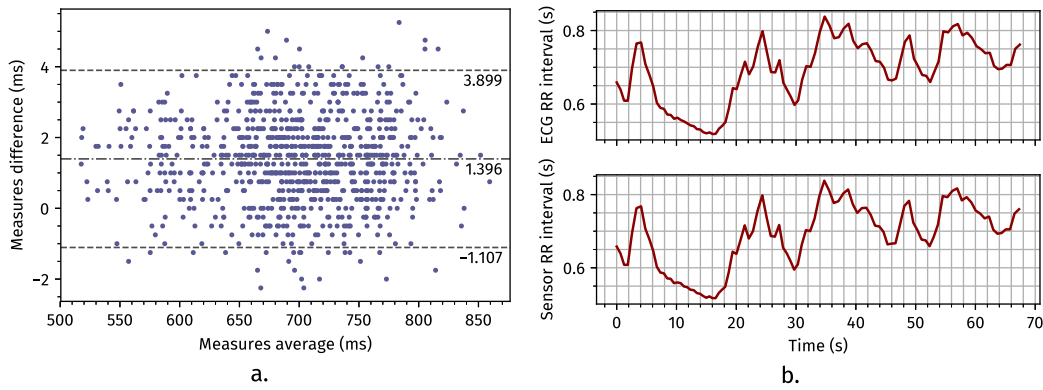 Measures difference (ms)
4
2
0
−2
3.899
1.396
−1.107
500 550 600 650 700 750 800 850
Measures average (ms)
a.
ECG RR interval (s)
0.8
0.6
Sensor RR interval (s)
0.8
0.6
0 10 20 30 40 50 60 70
Time (s)
b.